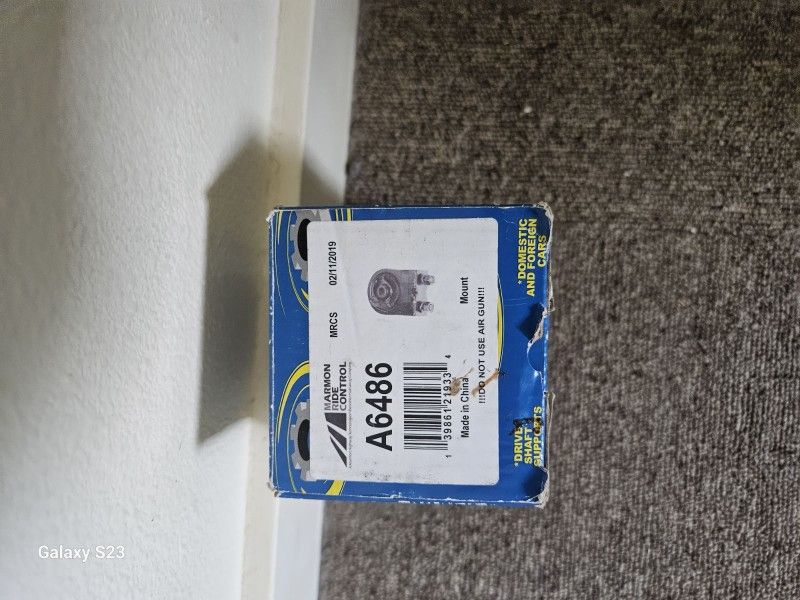 MARMON
RIDE
CONTROL
MRCS
02/11/2019
A6486
1 39861 21933 4
Made in China
Mount
!!!DO NOT USE AIR GUN!!!
*DRIVE
SHAFT
SUPPORTS
*DOMESTIC
AND FOREIGN
CARS
Galaxy S23